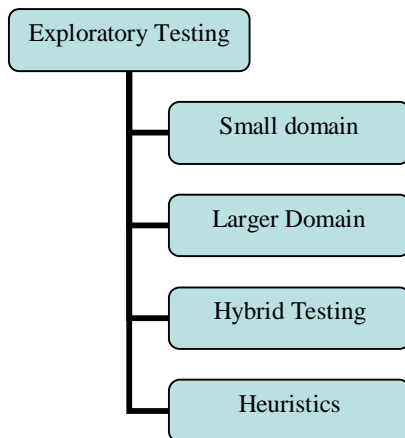 Exploratory Testing
Small domain
Larger Domain
Hybrid Testing
Heuristics